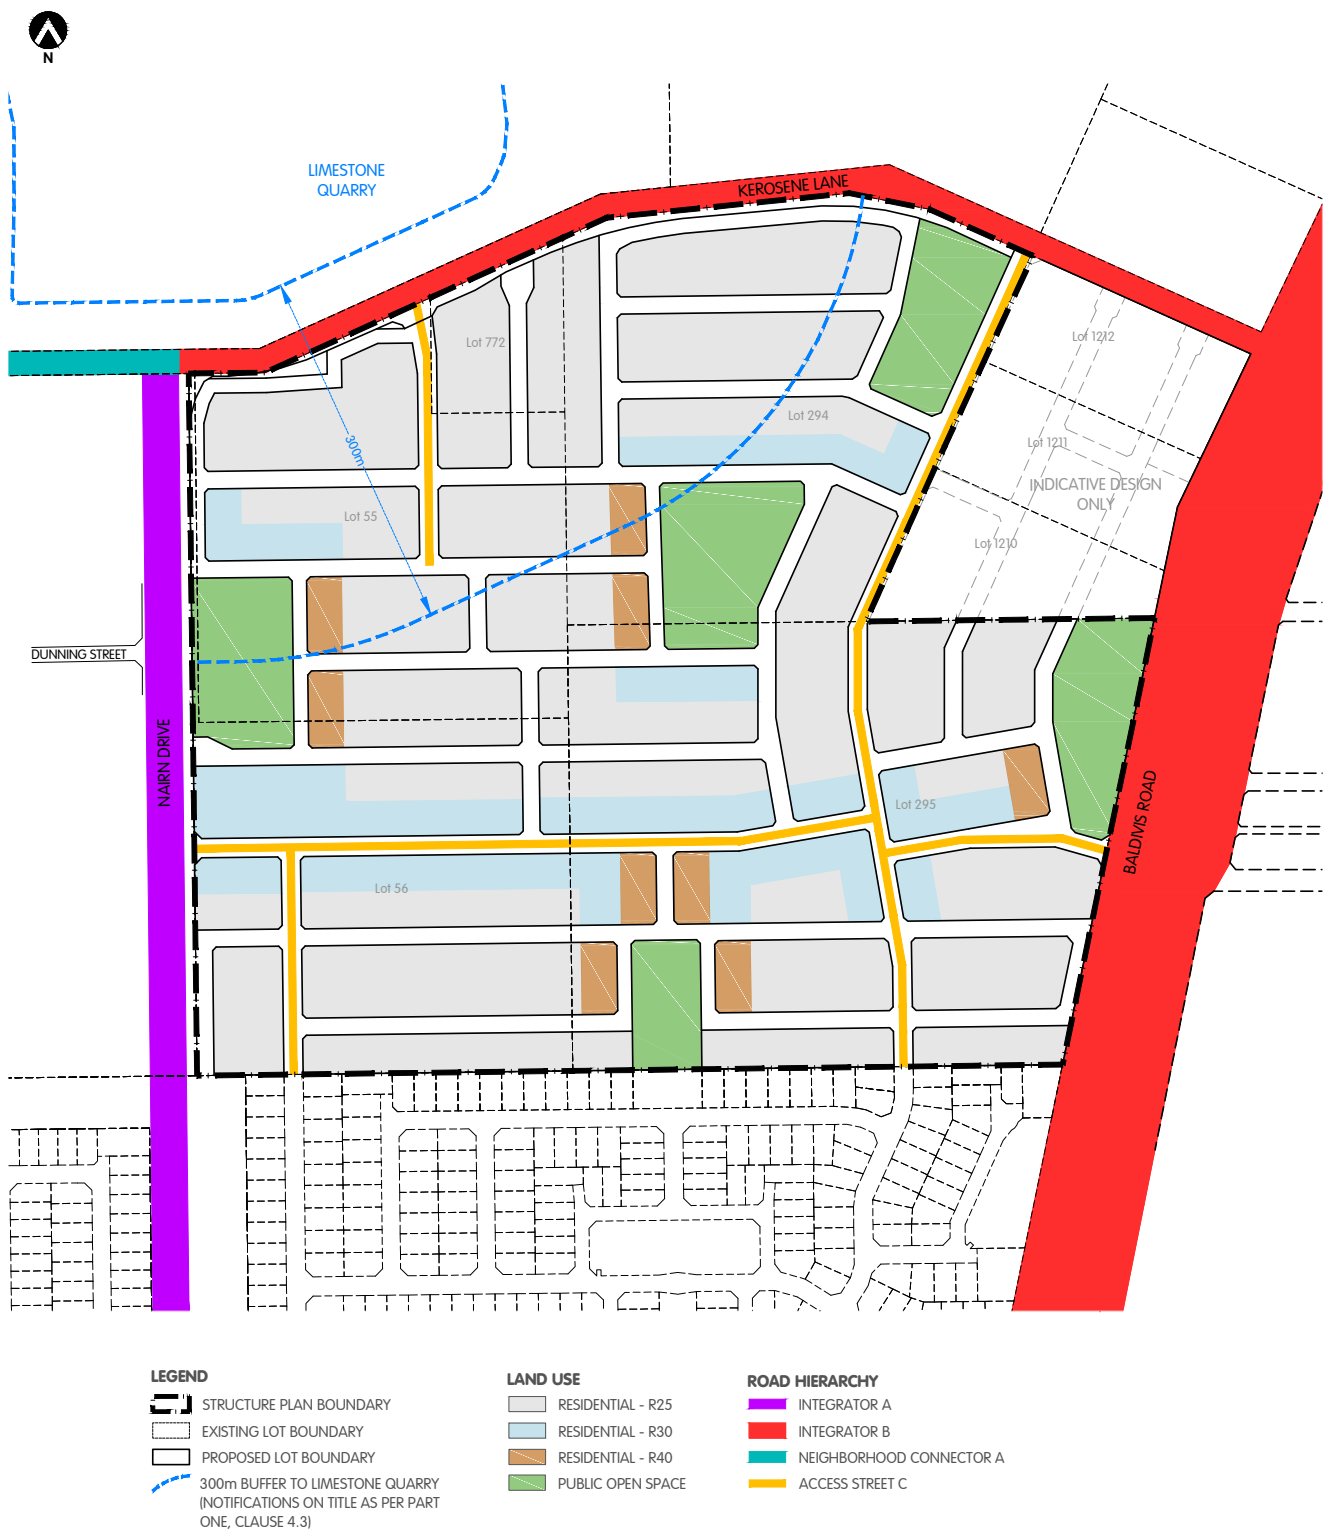 N
LIMESTONE
QUARRY
KEROSENE LANE
Lot 1212
Lot 772
Lot 294
300m
Lot 1211
INDICATIVE DESIGN
ONLY
Lot 55
Lot 1210
DUNNING STREET
NAIRN DRIVE
Lot 295
BALDIVIS ROAD
Lot 56
LEGEND
STRUCTURE PLAN BOUNDARY
EXISTING LOT BOUNDARY
PROPOSED LOT BOUNDARY
300m BUFFER TO LIMESTONE QUARRY
(NOTIFICATIONS ON TITLE AS PER PART
ONE, CLAUSE 4.3)
LAND USE
RESIDENTIAL - R25
RESIDENTIAL - R30
RESIDENTIAL - R40
PUBLIC OPEN SPACE
ROAD HIERARCHY
INTEGRATOR A
INTEGRATOR B
NEIGHBORHOOD CONNECTOR A
ACCESS STREET C